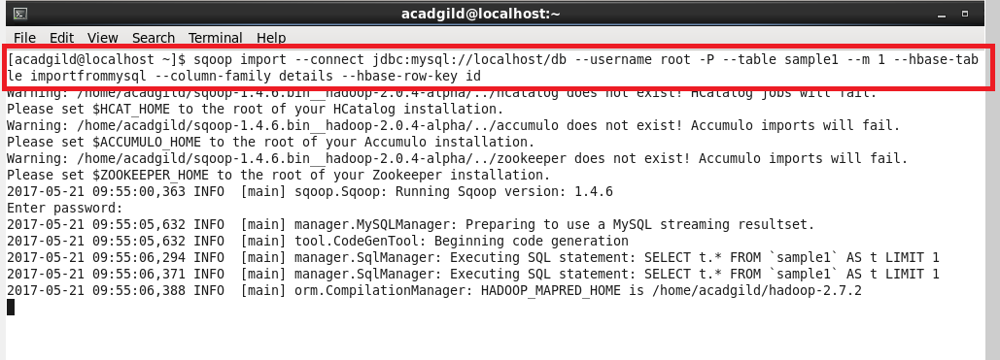 acadgild@localhost:~
File Edit View Search Terminal Help
[acadgild@localhost ~]$ sqoop import --connect jdbc:mysql://localhost/db --username root -P --table sample1 --m 1 --hbase-tab
le importfrommysql --column-family details --hbase-row-key id
Warning: /home/acadgild/sqoop-1.4.6.bin__hadoop-2.0.4-alpha/../hcatalog does not exist! HCatalog jobs will fail.
Please set $HCAT_HOME to the root of your HCatalog installation.
Warning: /home/acadgild/sqoop-1.4.6.bin__hadoop-2.0.4-alpha/../accumulo does not exist! Accumulo imports will fail.
Please set $ACCUMULO_HOME to the root of your Accumulo installation.
Warning: /home/acadgild/sqoop-1.4.6.bin__hadoop-2.0.4-alpha/../zookeeper does not exist! Accumulo imports will fail.
Please set $ZOOKEEPER_HOME to the root of your Zookeeper installation.
2017-05-21 09:55:00,363 INFO  [main] sqoop.Sqoop: Running Sqoop version: 1.4.6
Enter password:
2017-05-21 09:55:05,632 INFO  [main] manager.MySQLManager: Preparing to use a MySQL streaming resultset.
2017-05-21 09:55:05,632 INFO  [main] tool.CodeGenTool: Beginning code generation
2017-05-21 09:55:06,294 INFO  [main] manager.SqlManager: Executing SQL statement: SELECT t.* FROM `sample1` AS t LIMIT 1
2017-05-21 09:55:06,371 INFO  [main] manager.SqlManager: Executing SQL statement: SELECT t.* FROM `sample1` AS t LIMIT 1
2017-05-21 09:55:06,388 INFO  [main] orm.CompilationManager: HADOOP_MAPRED_HOME is /home/acadgild/hadoop-2.7.2